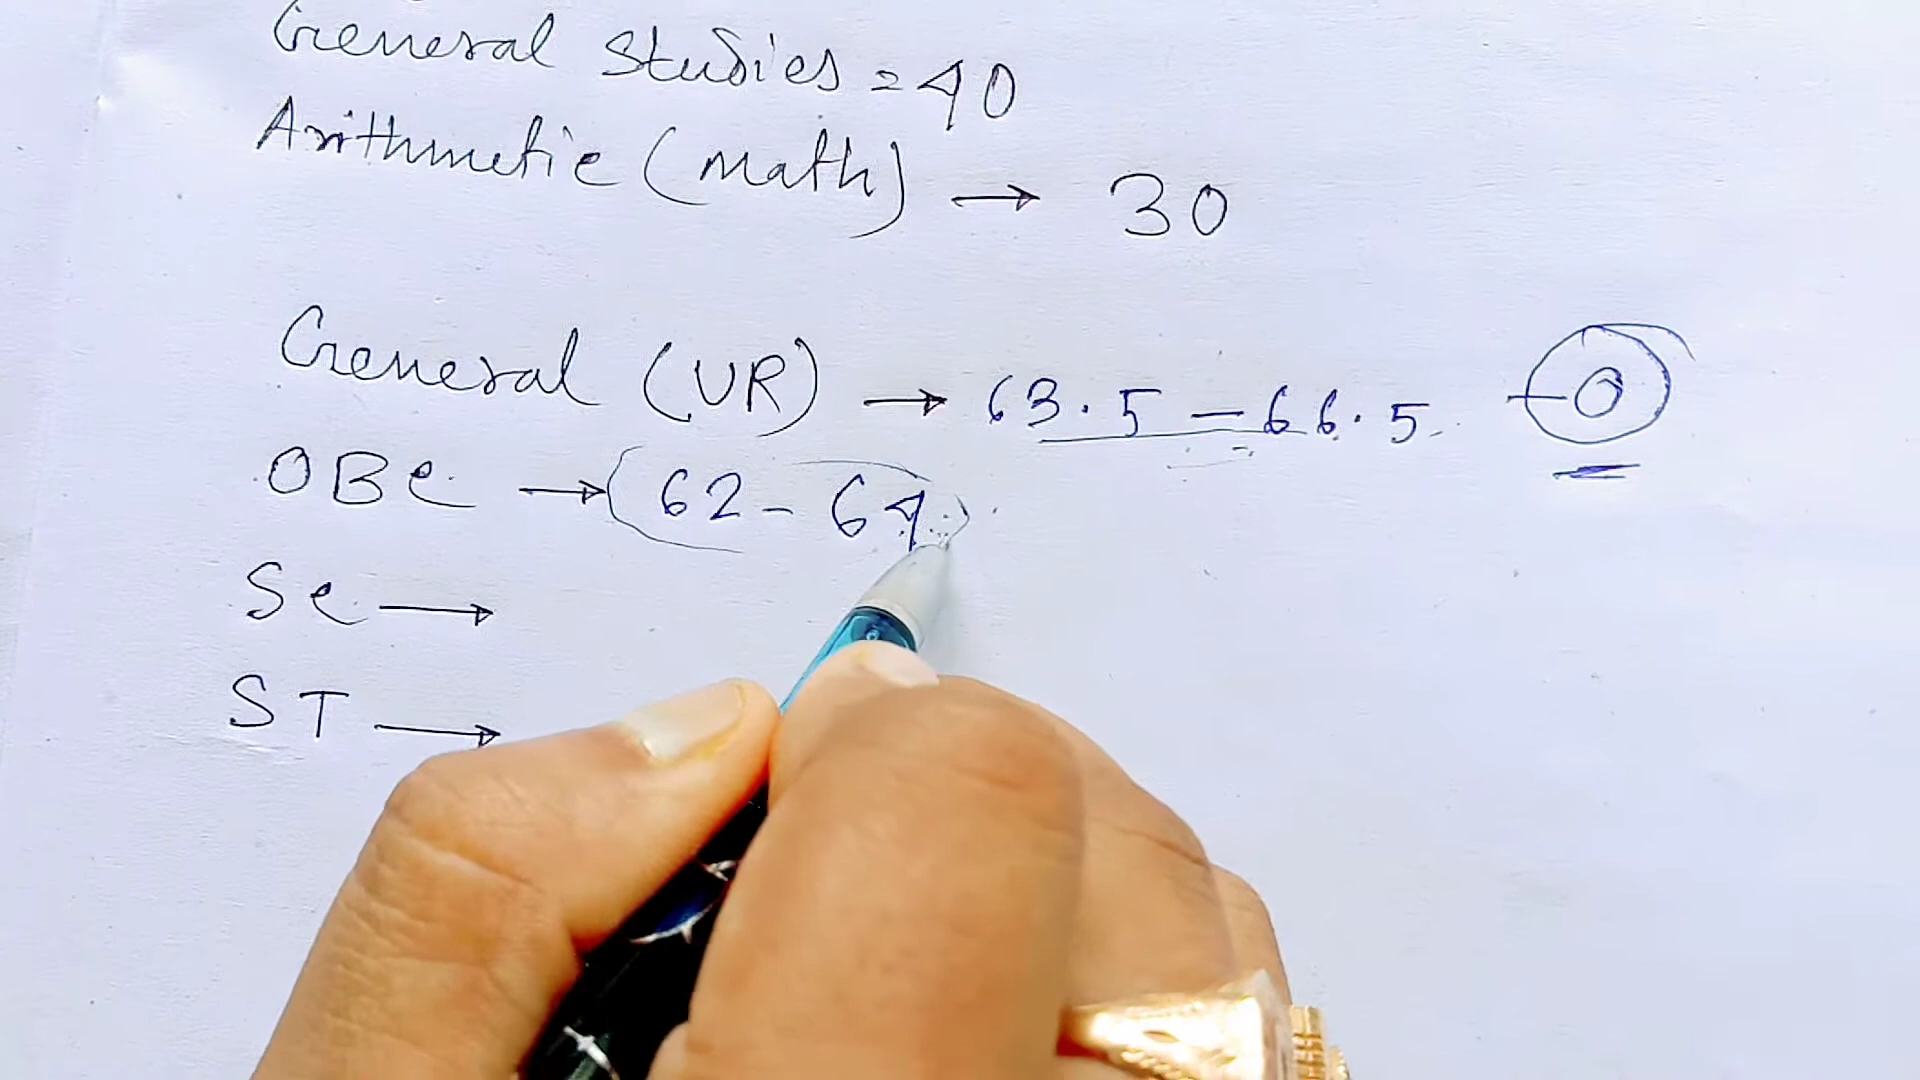 General Studies = 40
Arithmetic (math) → 30
General (UR) → 63.5 - 66.5 0
OBC → (62 - 64)
SC →
ST →